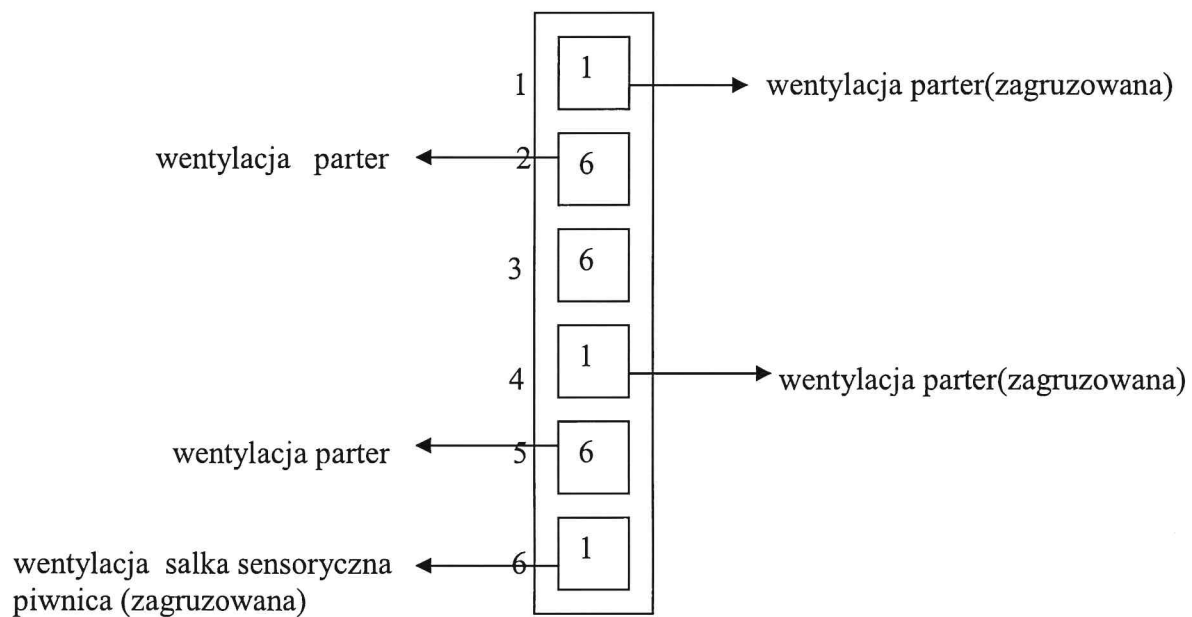 1
1
wentylacja parter(zagruzowana)
wentylacja parter
2
6
3
6
1
4
wentylacja parter(zagruzowana)
wentylacja parter
5
6
wentylacja salka sensoryczna
piwnica (zagruzowana)
6
1